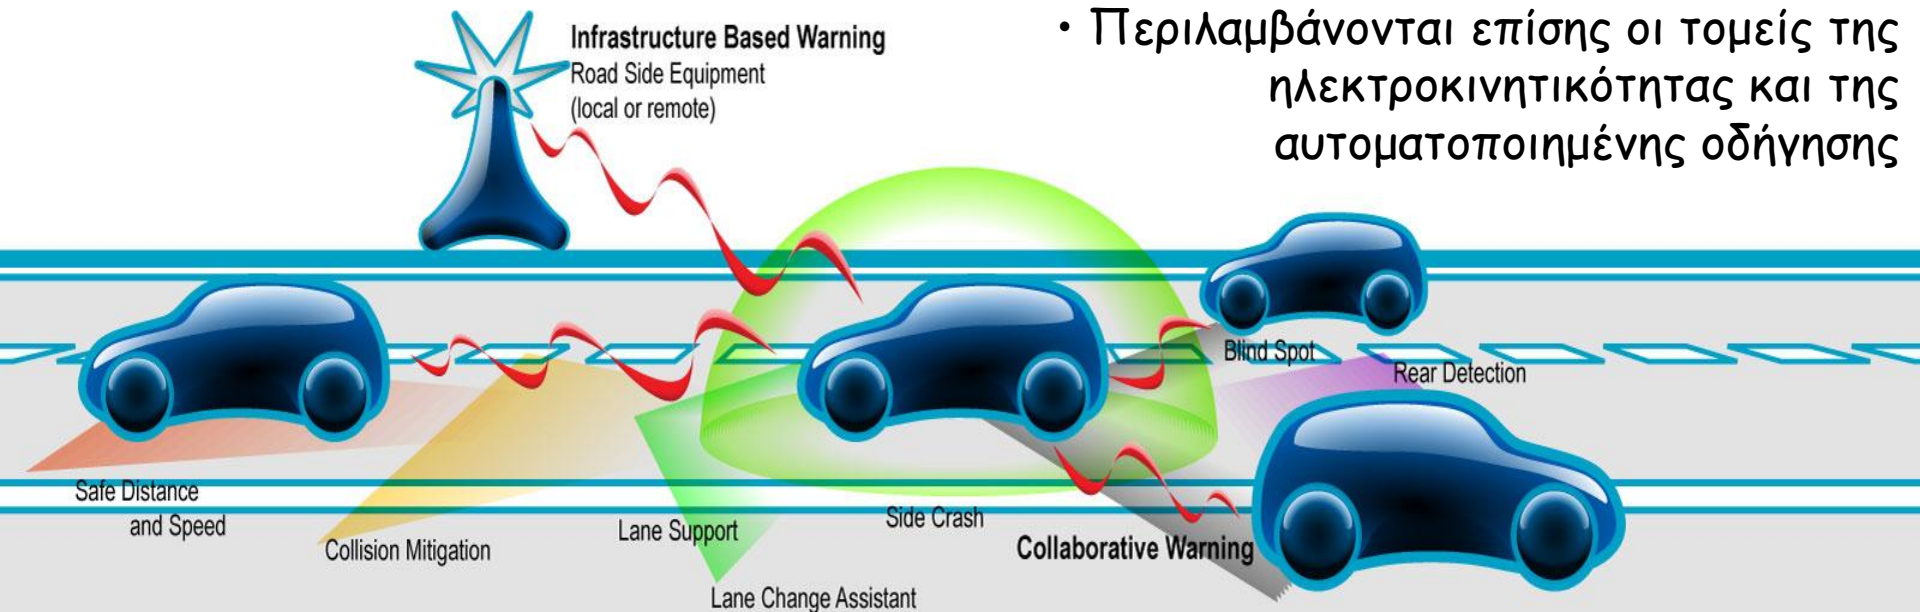 Infrastructure Based Warning
Road Side Equipment
(local or remote)
• Περιλαμβάνονται επίσης οι τομείς της
ηλεκτροκινητικότητας και της
αυτοματοποιημένης οδήγησης
Blind Spot
Rear Detection
Safe Distance
and Speed
Collision Mitigation
Lane Support
Side Crash
Collaborative Warning
Lane Change Assistant